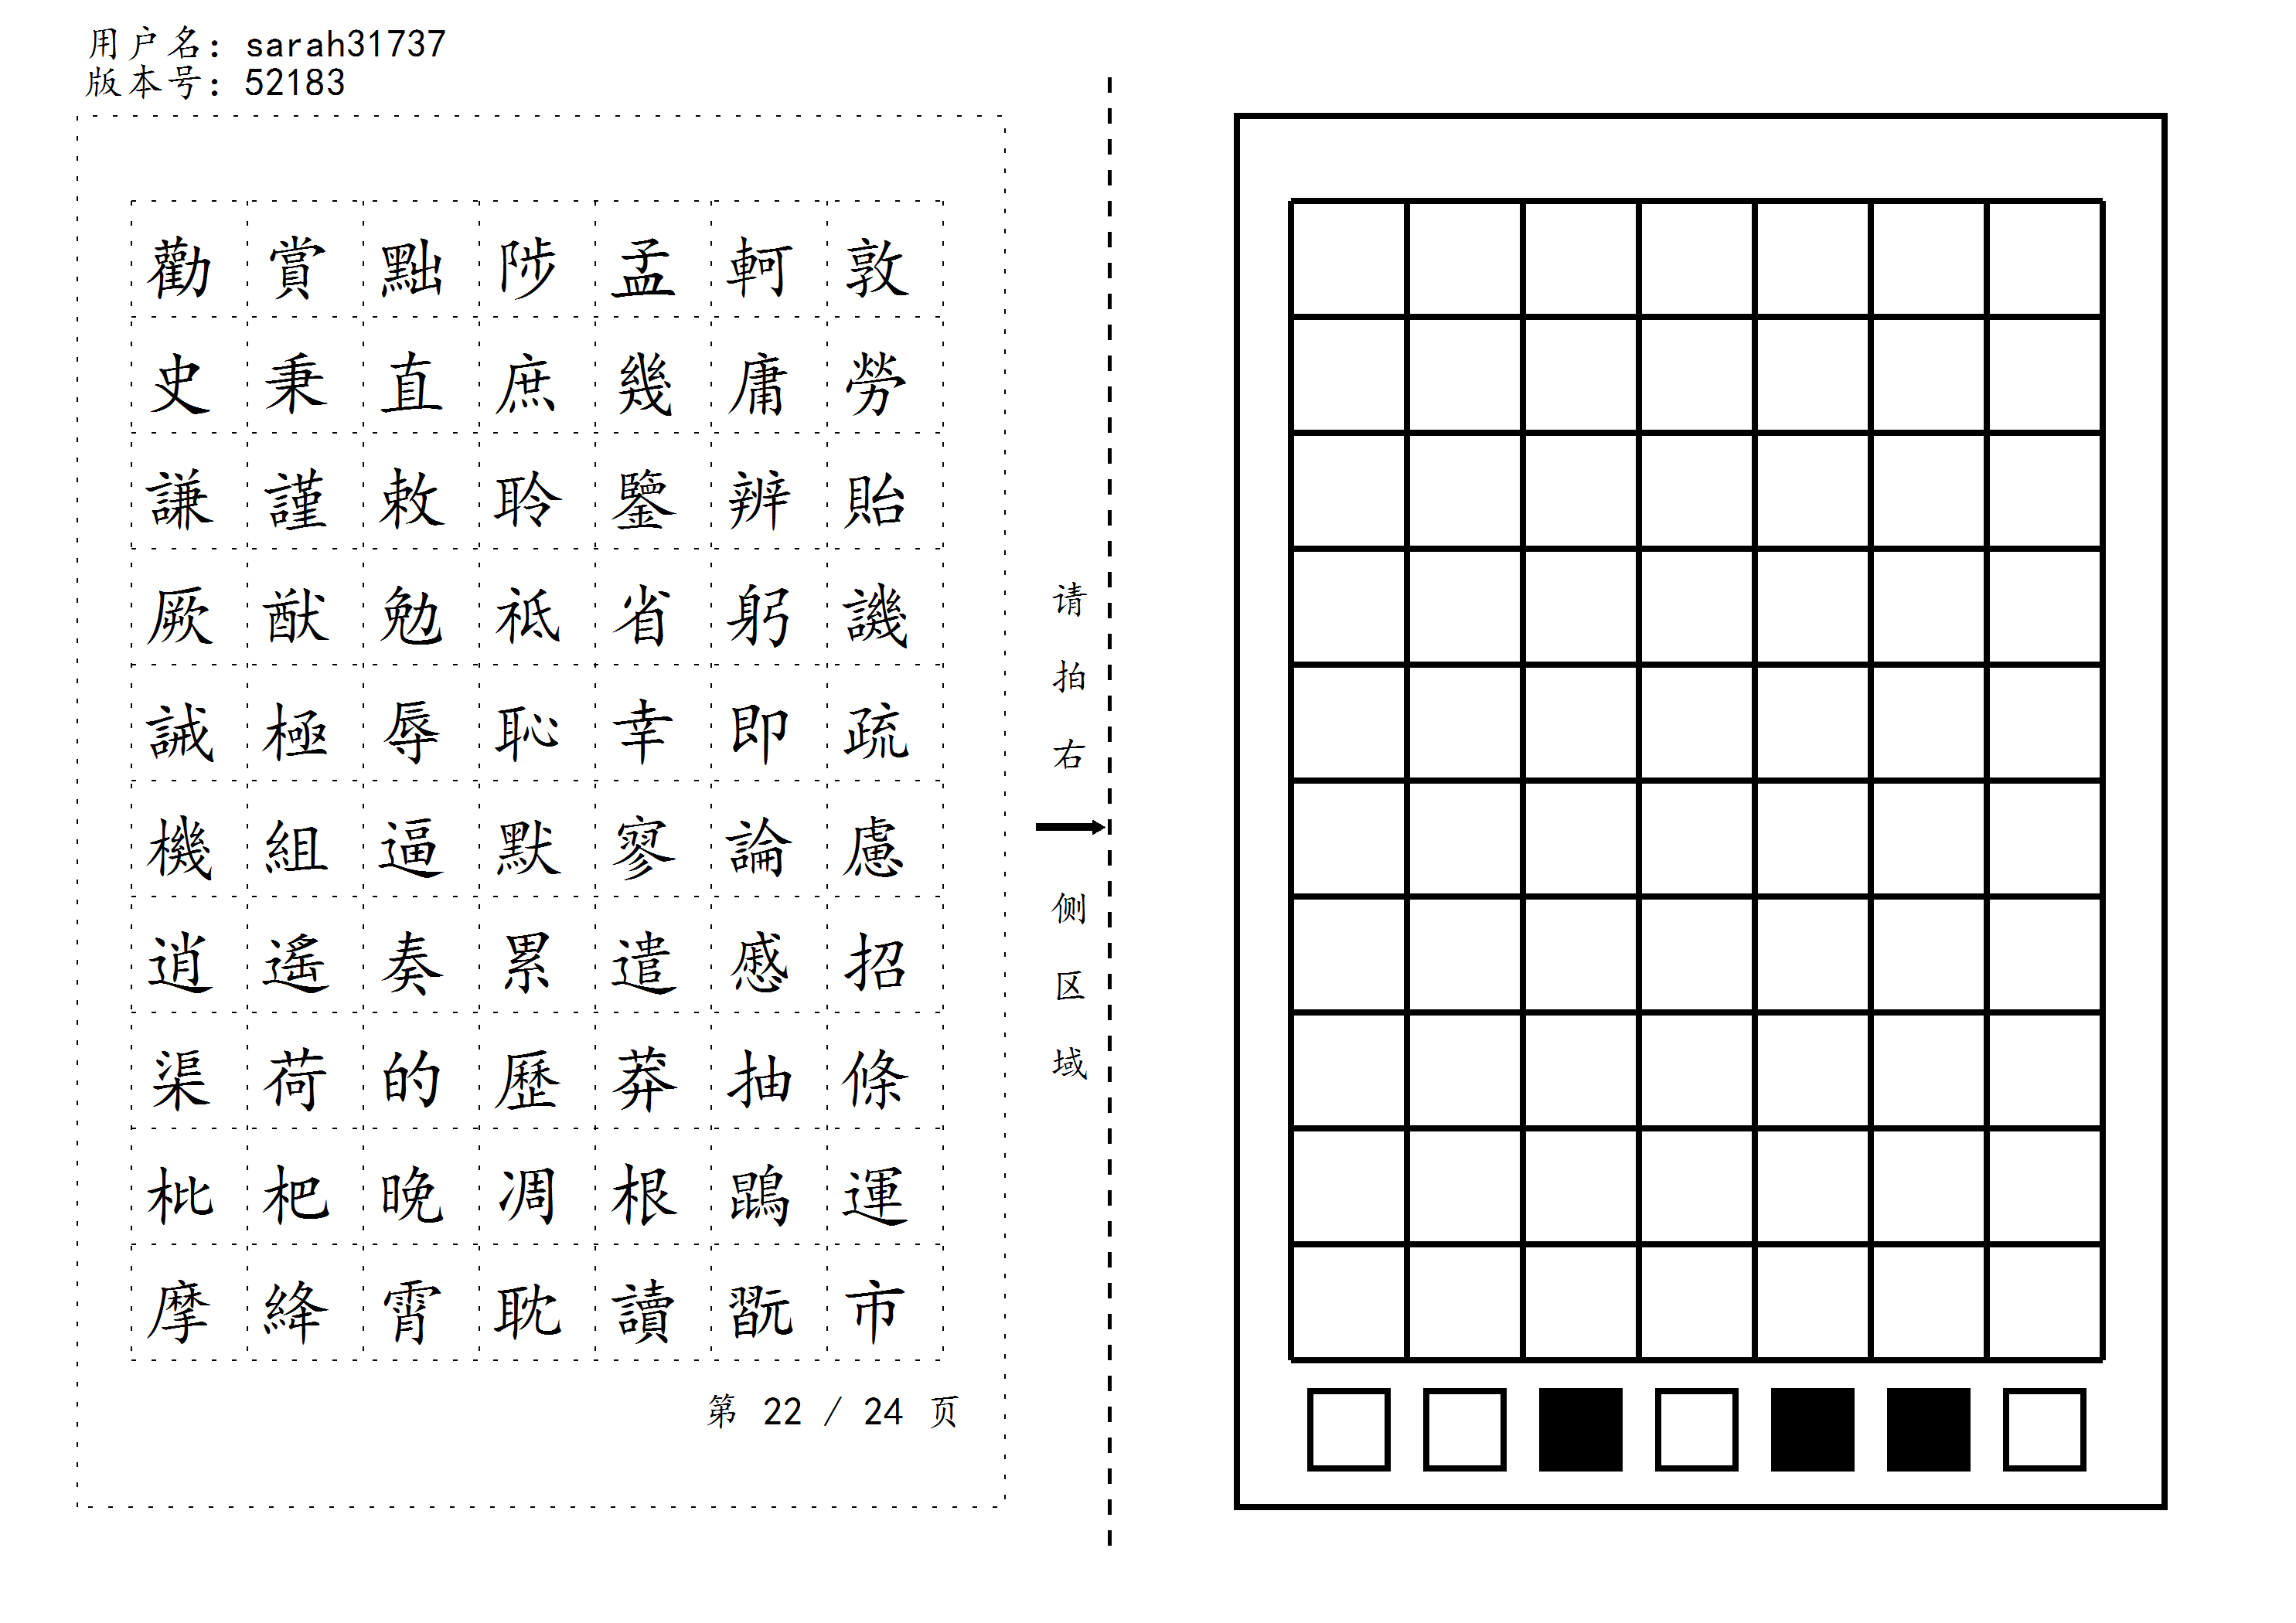 用户名: sarah31737
版本号: 52183
勸賞黜陟孟軻敦
史秉直庶幾庸勞
謙謹敕聆鑒辨貽
厥猷勉祗省躬譏
誡極辱恥幸即疏
機組逼默寥論慮
逍遙奏累遣慼招
渠荷的歷莽抽條
枇杷晚凋根鵾運
摩絳霄耽讀翫市
第 22 / 24 页
请拍右侧区域